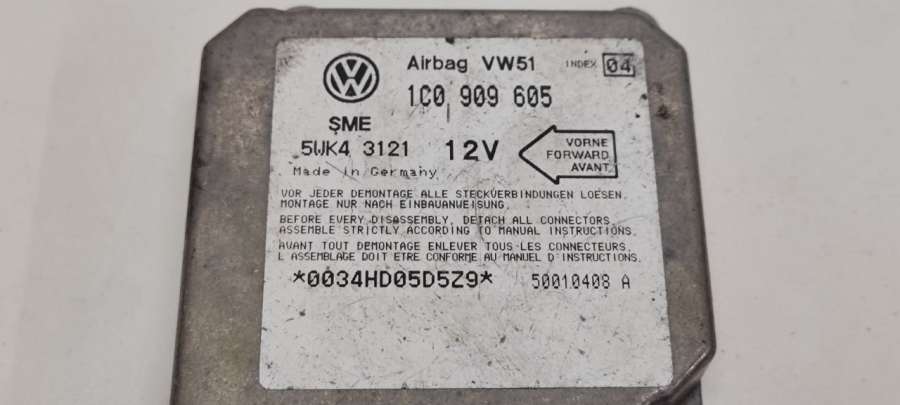 Airbag VW51 INDEX 04
1C0 909 605
SME
5WK4 3121 12V
VORNE
FORWARD
AVANT
Made in Germany
VOR JEDER DEMONTAGE ALLE STECKVERBINDUNGEN LOESEN.
MONTAGE NUR NACH EINBAUANWEISUNG.
BEFORE EVERY DISASSEMBLY, DETACH ALL CONNECTORS
ASSEMBLE STRICTLY ACCORDING TO MANUAL INSTRUCTIONS.
AVANT TOUT DEMONTAGE ENLEVER TOUS LES CONNECTEURS.
L ASSEMBLAGE DOIT ETRE CONFORME AU MANUEL D'INSTRUCTIONS.
*0034HD05D5Z9* 50010408 A